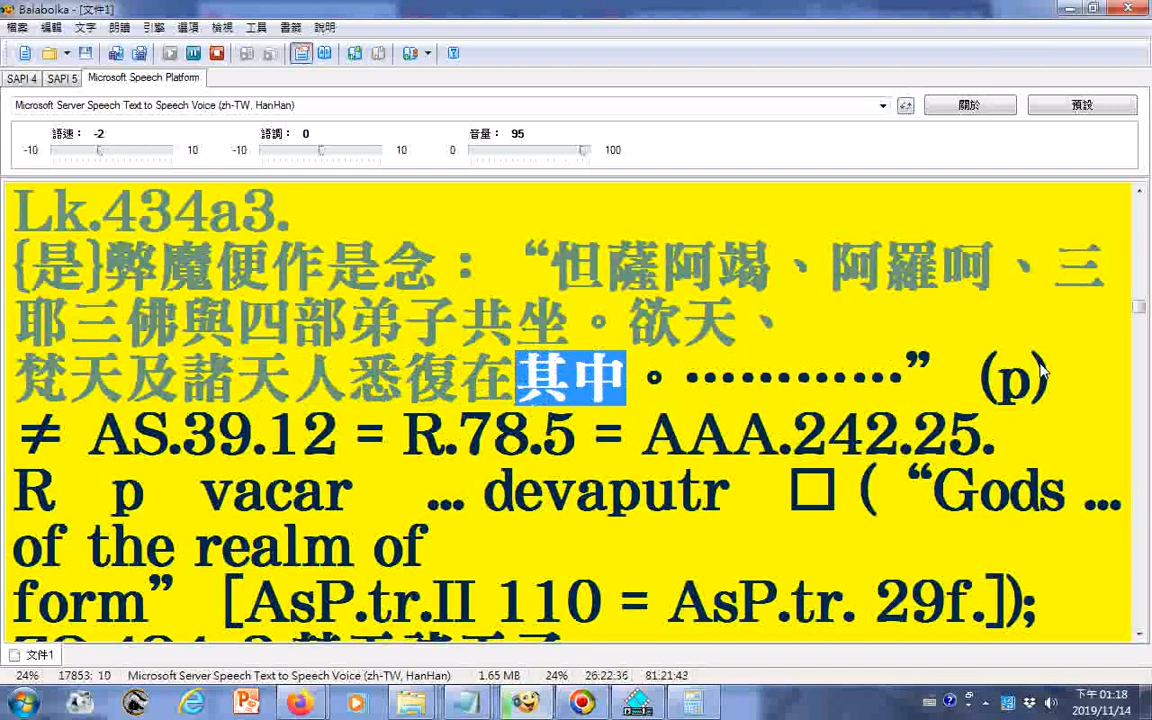 Balabolka - [文件1]
檔案 編輯 文字 朗讀 引擎 選項 檢視 工具 書籤 說明
SAPI 4 SAPI 5 Microsoft Speech Platform
Microsoft Server Speech Text to Speech Voice (zh-TW, HanHan) 關於 預設
語速： -2 語調： 0 音量： 95
-10 10 -10 10 0 100
Lk.434a3.
{是}弊魔便作是念：“怛薩阿竭、阿羅呵、三
耶三佛與四部弟子共坐。欲天、
梵天及諸天人悉復在其中。…………” (p)
≠ AS.39.12 = R.78.5 = AAA.242.25.
R p vacar ... devaputr □ ( “Gods ...
of the realm of
form” [AsP.tr.II 110 = AsP.tr. 29f.]);
文件1
24% 17853: 10 Microsoft Server Speech Text to Speech Voice (zh-TW, HanHan) 1.65 MB 24% 26:22:36 81:21:43
下午 01:18
2019/11/14